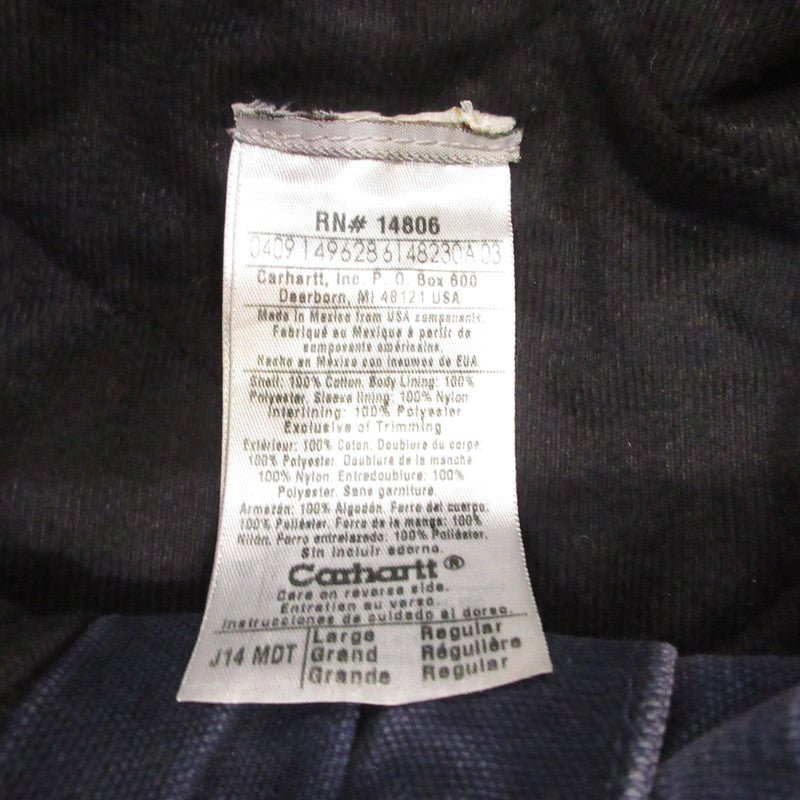 RN# 14806
0409 1496286148230A 03
Carhartt, Inc. P. O. Box 600
Dearborn, MI 48121 USA
Made in Mexico from USA components.
Fabriqué au Mexique à partir de
composants américains.
Hecho en México con insumos de EUA
Shell: 100% Cotton. Body Lining: 100%
Polyester. Sleeve lining: 100% Nylon
Interlining: 100% Polyester
Exclusive of Trimming
Extérieur: 100% Coton. Doublure du corps:
100% Polyester. Doublure de la manche
100% Nylon. Entredoublure: 100%
Polyester. Sans garniture.
Armazón: 100% Algodón. Forro del cuerpo:
100% Poliéster. Forro de la manga: 100%
Nilón. Forro entrelazado: 100% Poliéster.
Sin incluir adorno.
Carhartt®
Care on reverse side.
Entretien au verso.
Instrucciones de cuidado al dorso.
J14 MDT
Large Regular
Grand Régulière
Grande Regular